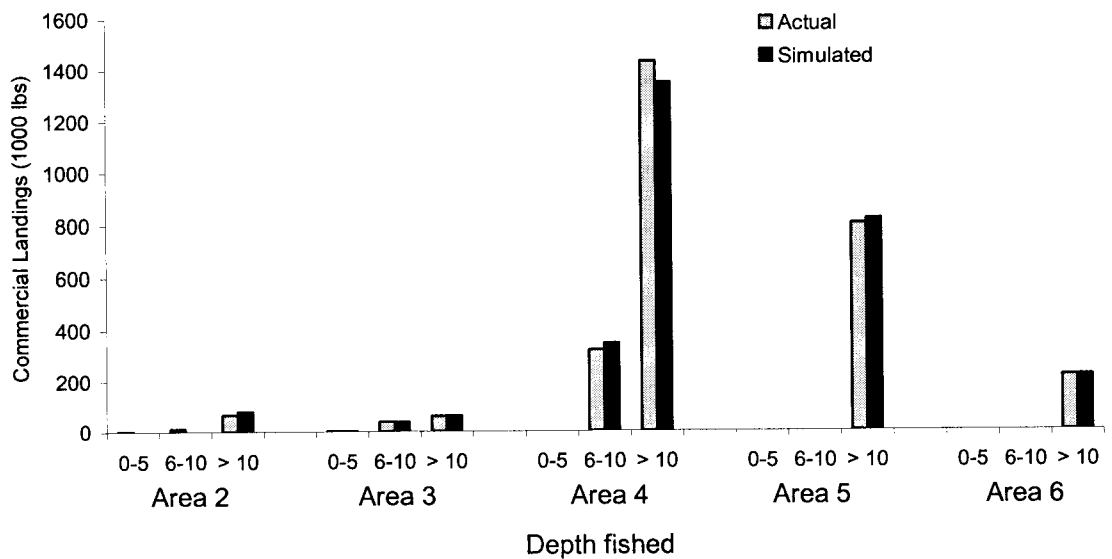 Commercial Landings (1000 lbs)
1600
1400
1200
1000
800
600
400
200
0
Actual
Simulated
0-5 6-10 > 10 0-5 6-10 > 10 0-5 6-10 > 10 0-5 6-10 > 10 0-5 6-10 > 10
Area 2 Area 3 Area 4 Area 5 Area 6
Depth fished